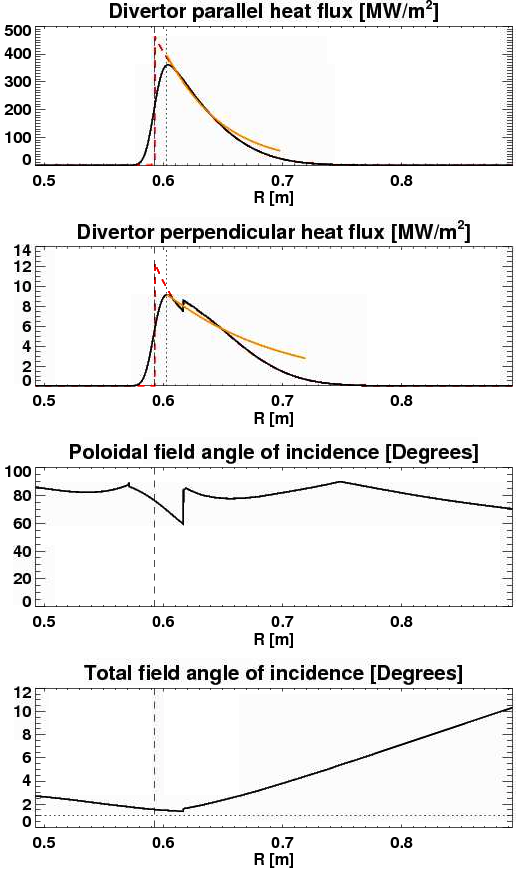 Divertor parallel heat flux [MW/m²]
500
400
300
200
100
0
0.5 0.6 0.7 0.8
R [m]
Divertor perpendicular heat flux [MW/m²]
14
12
10
8
6
4
2
0
0.5 0.6 0.7 0.8
R [m]
Poloidal field angle of incidence [Degrees]
100
80
60
40
20
0
0.5 0.6 0.7 0.8
R [m]
Total field angle of incidence [Degrees]
12
10
8
6
4
2
0
0.5 0.6 0.7 0.8
R [m]